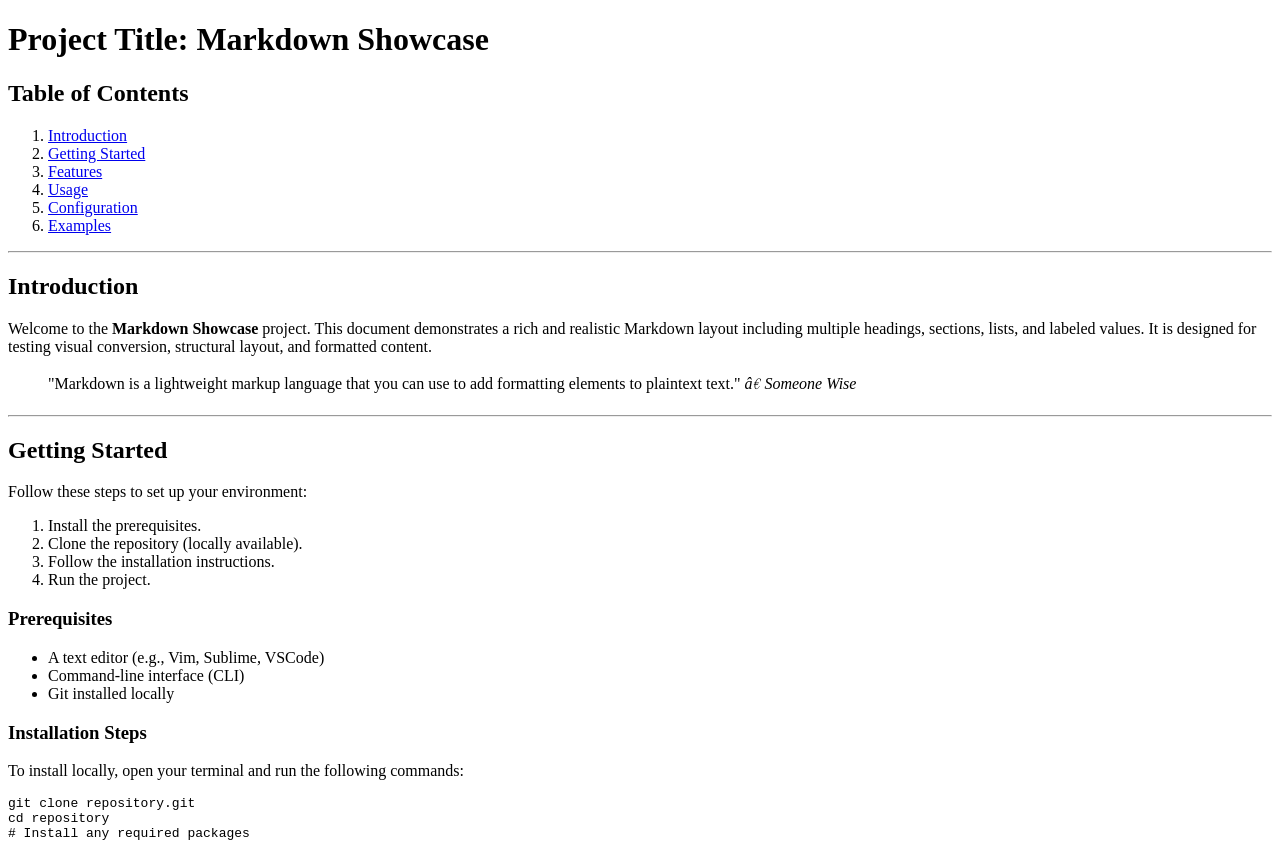 Project Title: Markdown Showcase
Table of Contents
1. Introduction
2. Getting Started
3. Features
4. Usage
5. Configuration
6. Examples
Introduction
Welcome to the Markdown Showcase project. This document demonstrates a rich and realistic Markdown layout including multiple headings, sections, lists, and labeled values. It is designed for
testing visual conversion, structural layout, and formatted content.
"Markdown is a lightweight markup language that you can use to add formatting elements to plaintext text." â€ Someone Wise
Getting Started
Follow these steps to set up your environment:
1. Install the prerequisites.
2. Clone the repository (locally available).
3. Follow the installation instructions.
4. Run the project.
Prerequisites
• A text editor (e.g., Vim, Sublime, VSCode)
• Command-line interface (CLI)
• Git installed locally
Installation Steps
To install locally, open your terminal and run the following commands:
git clone repository.git
cd repository
# Install any required packages